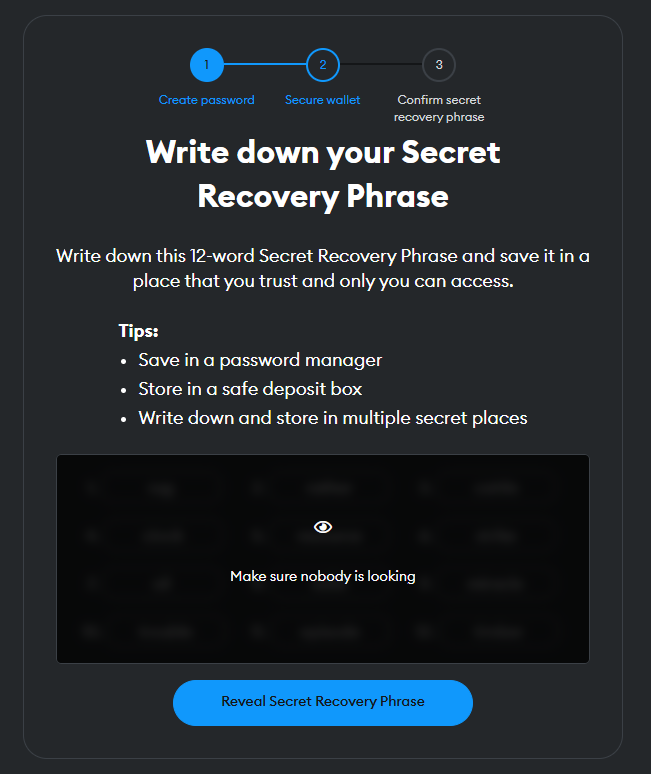 1
2
3
Create password
Secure wallet
Confirm secret
recovery phrase
Write down your Secret
Recovery Phrase
Write down this 12-word Secret Recovery Phrase and save it in a
place that you trust and only you can access.
Tips:
• Save in a password manager
• Store in a safe deposit box
• Write down and store in multiple secret places
Make sure nobody is looking
Reveal Secret Recovery Phrase